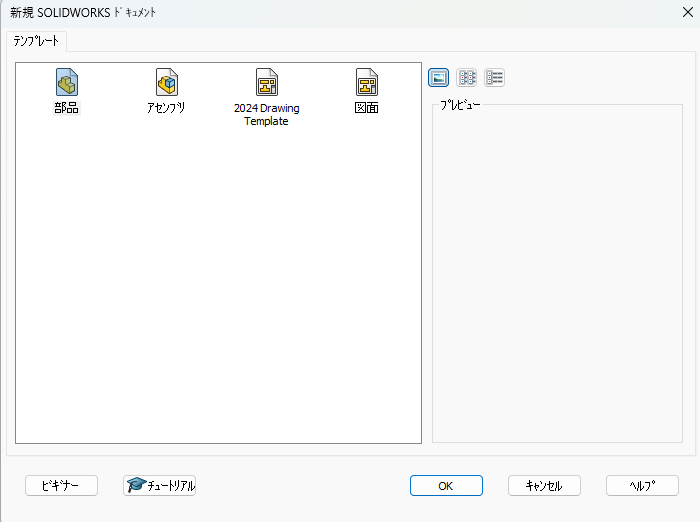 新規 SOLIDWORKS ﾄﾞｷｭﾒﾝﾄ
ﾃﾝﾌﾟﾚｰﾄ
部品
アセンブリ
2024 Drawing
Template
図面
プレビュー
ビギナー
チュートリアル
OK
キャンセル
ヘルプ